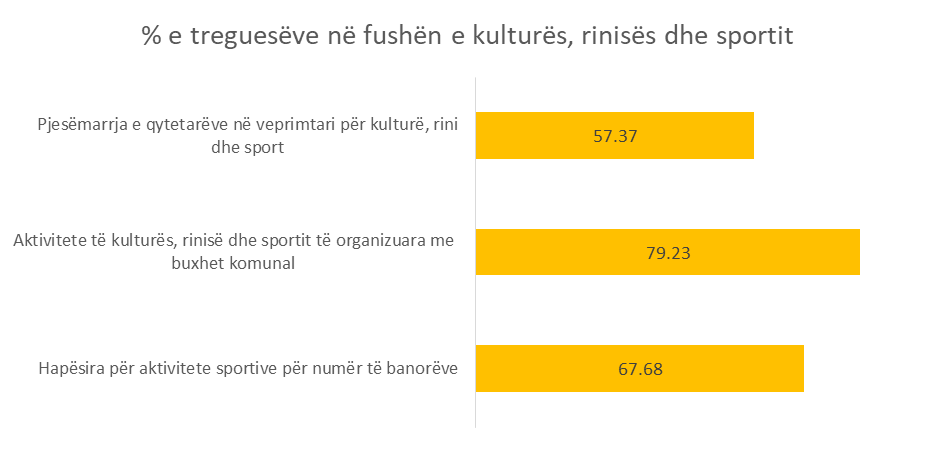 % e treguesëve në fushën e kulturës, rinisës dhe sportit
Pjesëmarrja e qytetarëve në veprimtari për kulturë, rini
dhe sport
57.37
Aktivitete të kulturës, rinisë dhe sportit të organizuara me
buxhet komunal
79.23
Hapësira për aktivitete sportive për numër të banorëve
67.68